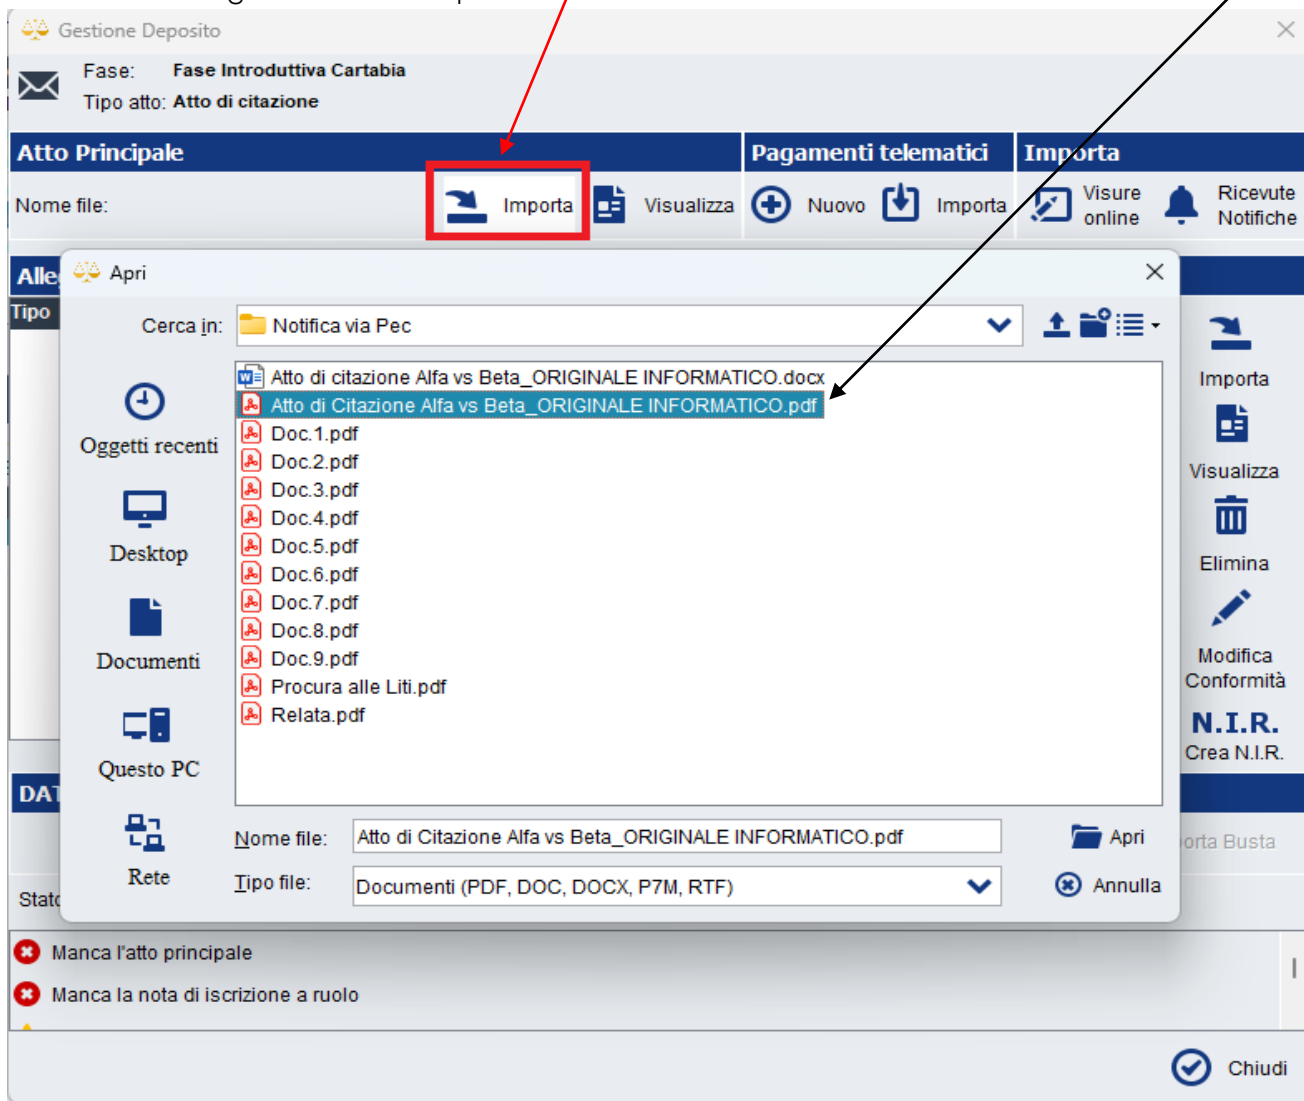 Gestione Deposito
Fase: Fase Introduttiva Cartabia
Tipo atto: Atto di citazione
Atto Principale
Pagamenti telematici
Importa
Nome file:
Importa
Visualizza
Nuovo
Importa
Visure
online
Ricevute
Notifiche
Alle
Tipo
Apri
Cerca in:
Notifica via Pec
Oggetti recenti
Desktop
Documenti
Questo PC
Rete
Atto di citazione Alfa vs Beta_ORIGINALE INFORMATICO.docx
Atto di Citazione Alfa vs Beta_ORIGINALE INFORMATICO.pdf
Doc.1.pdf
Doc.2.pdf
Doc.3.pdf
Doc.4.pdf
Doc.5.pdf
Doc.6.pdf
Doc.7.pdf
Doc.8.pdf
Doc.9.pdf
Procura alle Liti.pdf
Relata.pdf
Nome file:
Atto di Citazione Alfa vs Beta_ORIGINALE INFORMATICO.pdf
Apri
Tipo file:
Documenti (PDF, DOC, DOCX, P7M, RTF)
Annulla
Importa
Visualizza
Elimina
Modifica
Conformità
N.I.R.
Crea N.I.R.
DAT
orta Busta
Stato
Manca l'atto principale
Manca la nota di iscrizione a ruolo
Chiudi